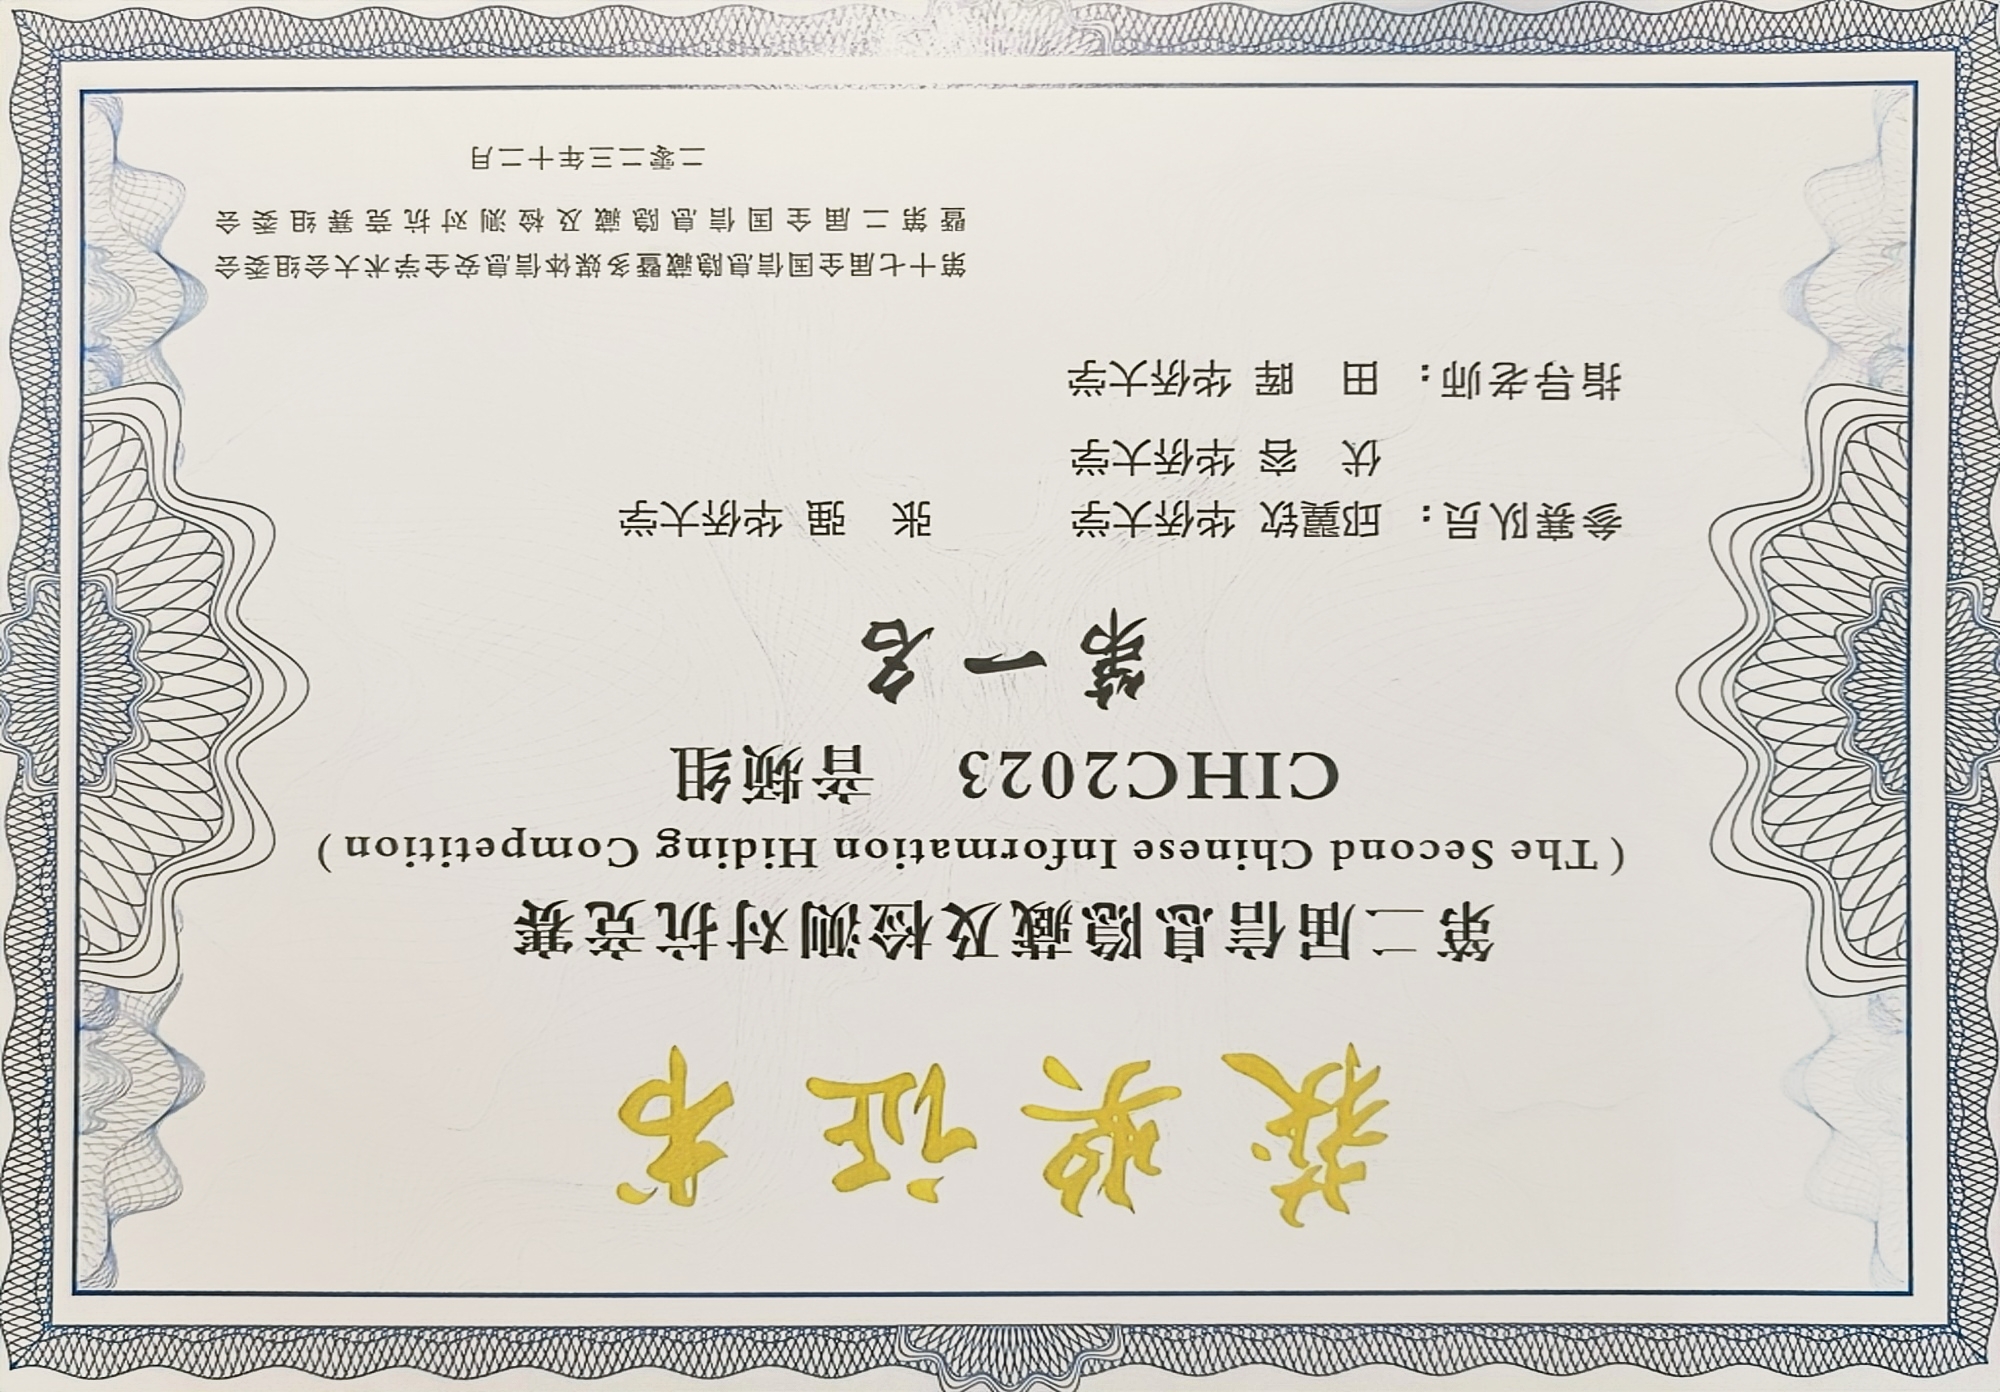 获奖证书
第二届信息隐藏及检测对抗竞赛
(The Second Chinese Information Hiding Competition)
CIHC2023 音频组
第一名
参赛队员：邱翼钦 华侨大学 张 强 华侨大学
伏 容 华侨大学
指导老师：田 晖 华侨大学
第十七届全国信息隐藏暨多媒体信息安全学术大会组委会
暨第二届全国信息隐藏及检测对抗竞赛组委会
二零二三年十二月